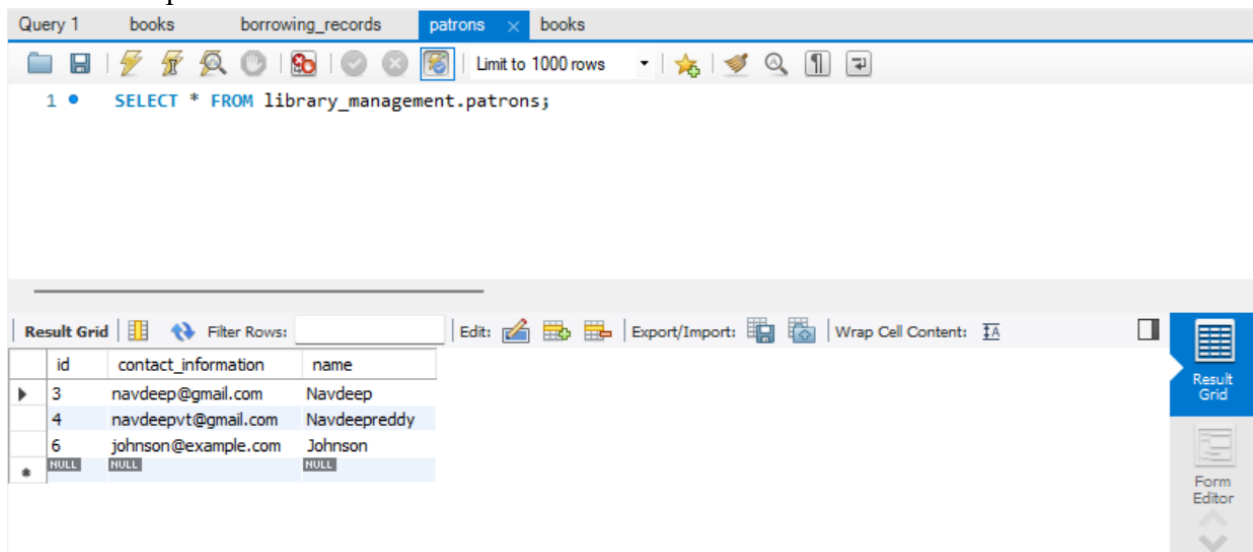 Query 1 books borrowing_records patrons × books
Limit to 1000 rows
1 SELECT * FROM library_management.patrons;
Result Grid Filter Rows: Edit: Export/Import: Wrap Cell Content: IA
id contact_information name
3 navdeep@gmail.com Navdeep
4 navdeepvt@gmail.com Navdeepreddy
6 johnson@example.com Johnson
NULL NULL NULL
Result
Grid
Form
Editor